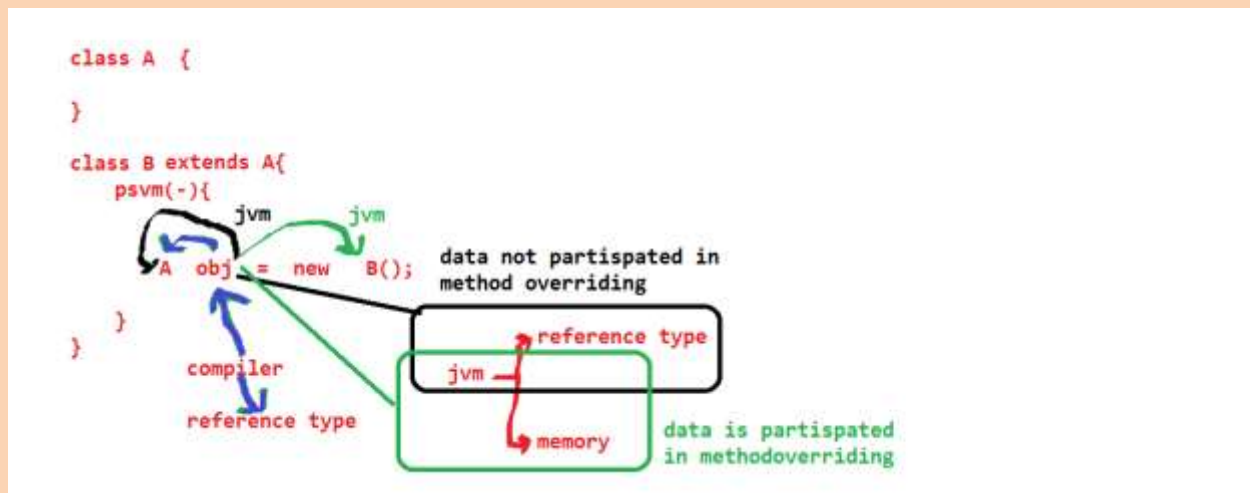 class A  {
}
class B extends A{
psvm(-){
jvm
jvm
A  obj  =  new   B();
data not partispated in
method overriding
}
}
reference type
jvm
compiler
reference type
memory
data is partispated
in methodoverriding